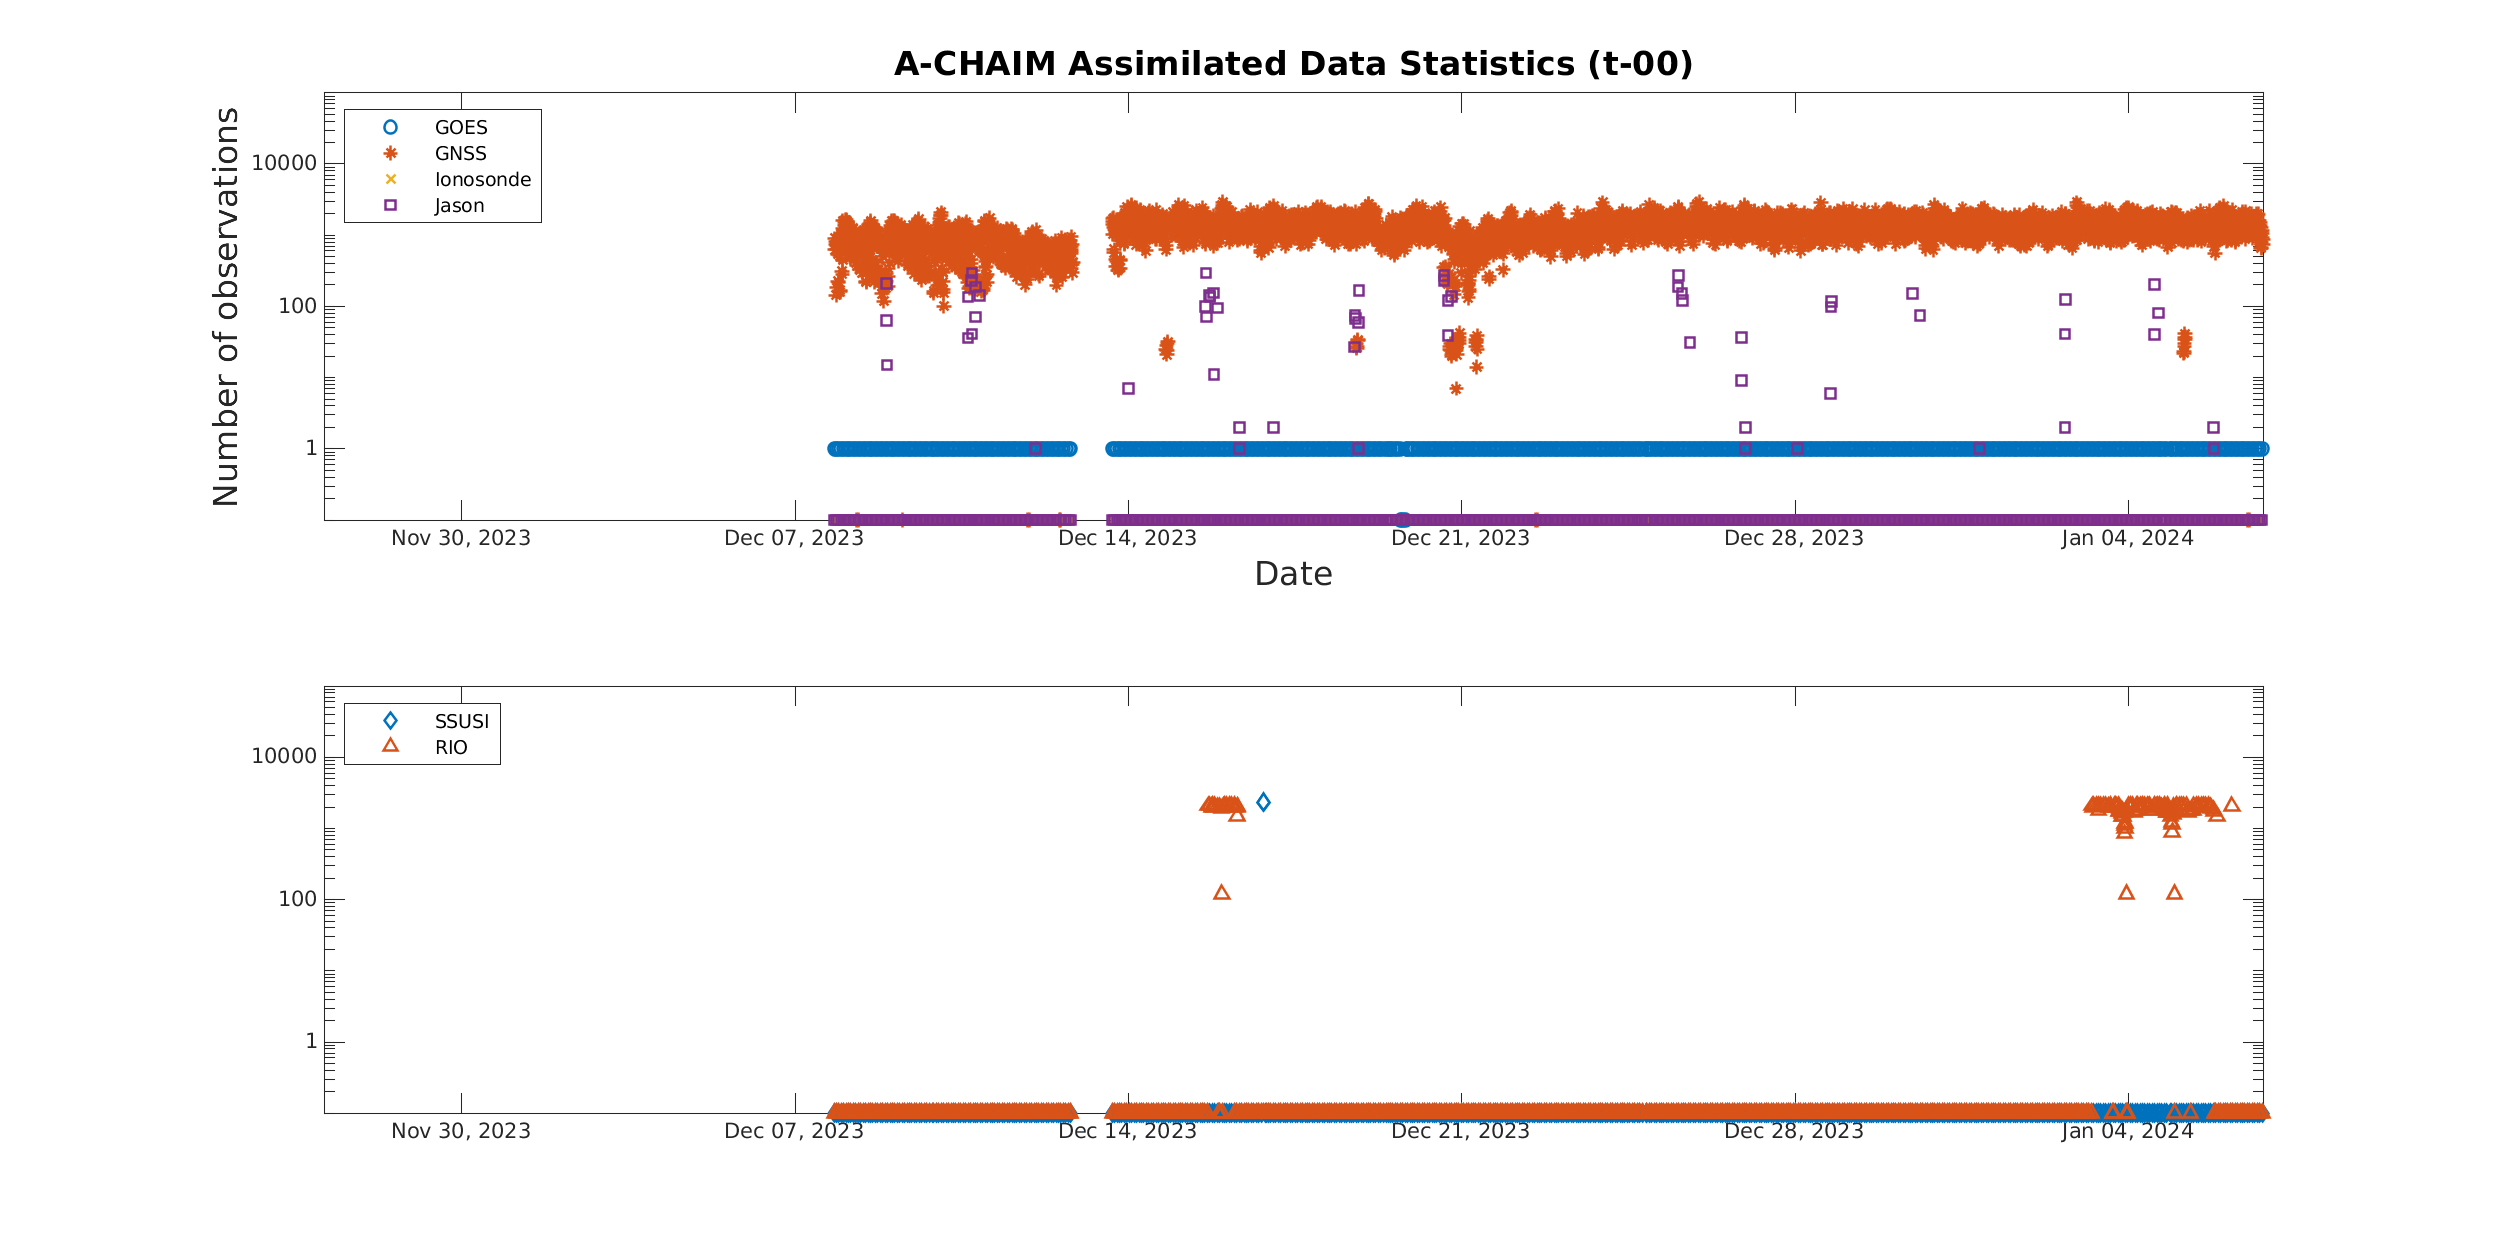 A-CHAIM Assimilated Data Statistics (t-00)
Number of observations
GOES
GNSS
Ionosonde
Jason
10000
100
1
Nov 30, 2023
Dec 07, 2023
Dec 14, 2023
Dec 21, 2023
Dec 28, 2023
Jan 04, 2024
Date
SSUSI
RIO
10000
100
1
Nov 30, 2023
Dec 07, 2023
Dec 14, 2023
Dec 21, 2023
Dec 28, 2023
Jan 04, 2024